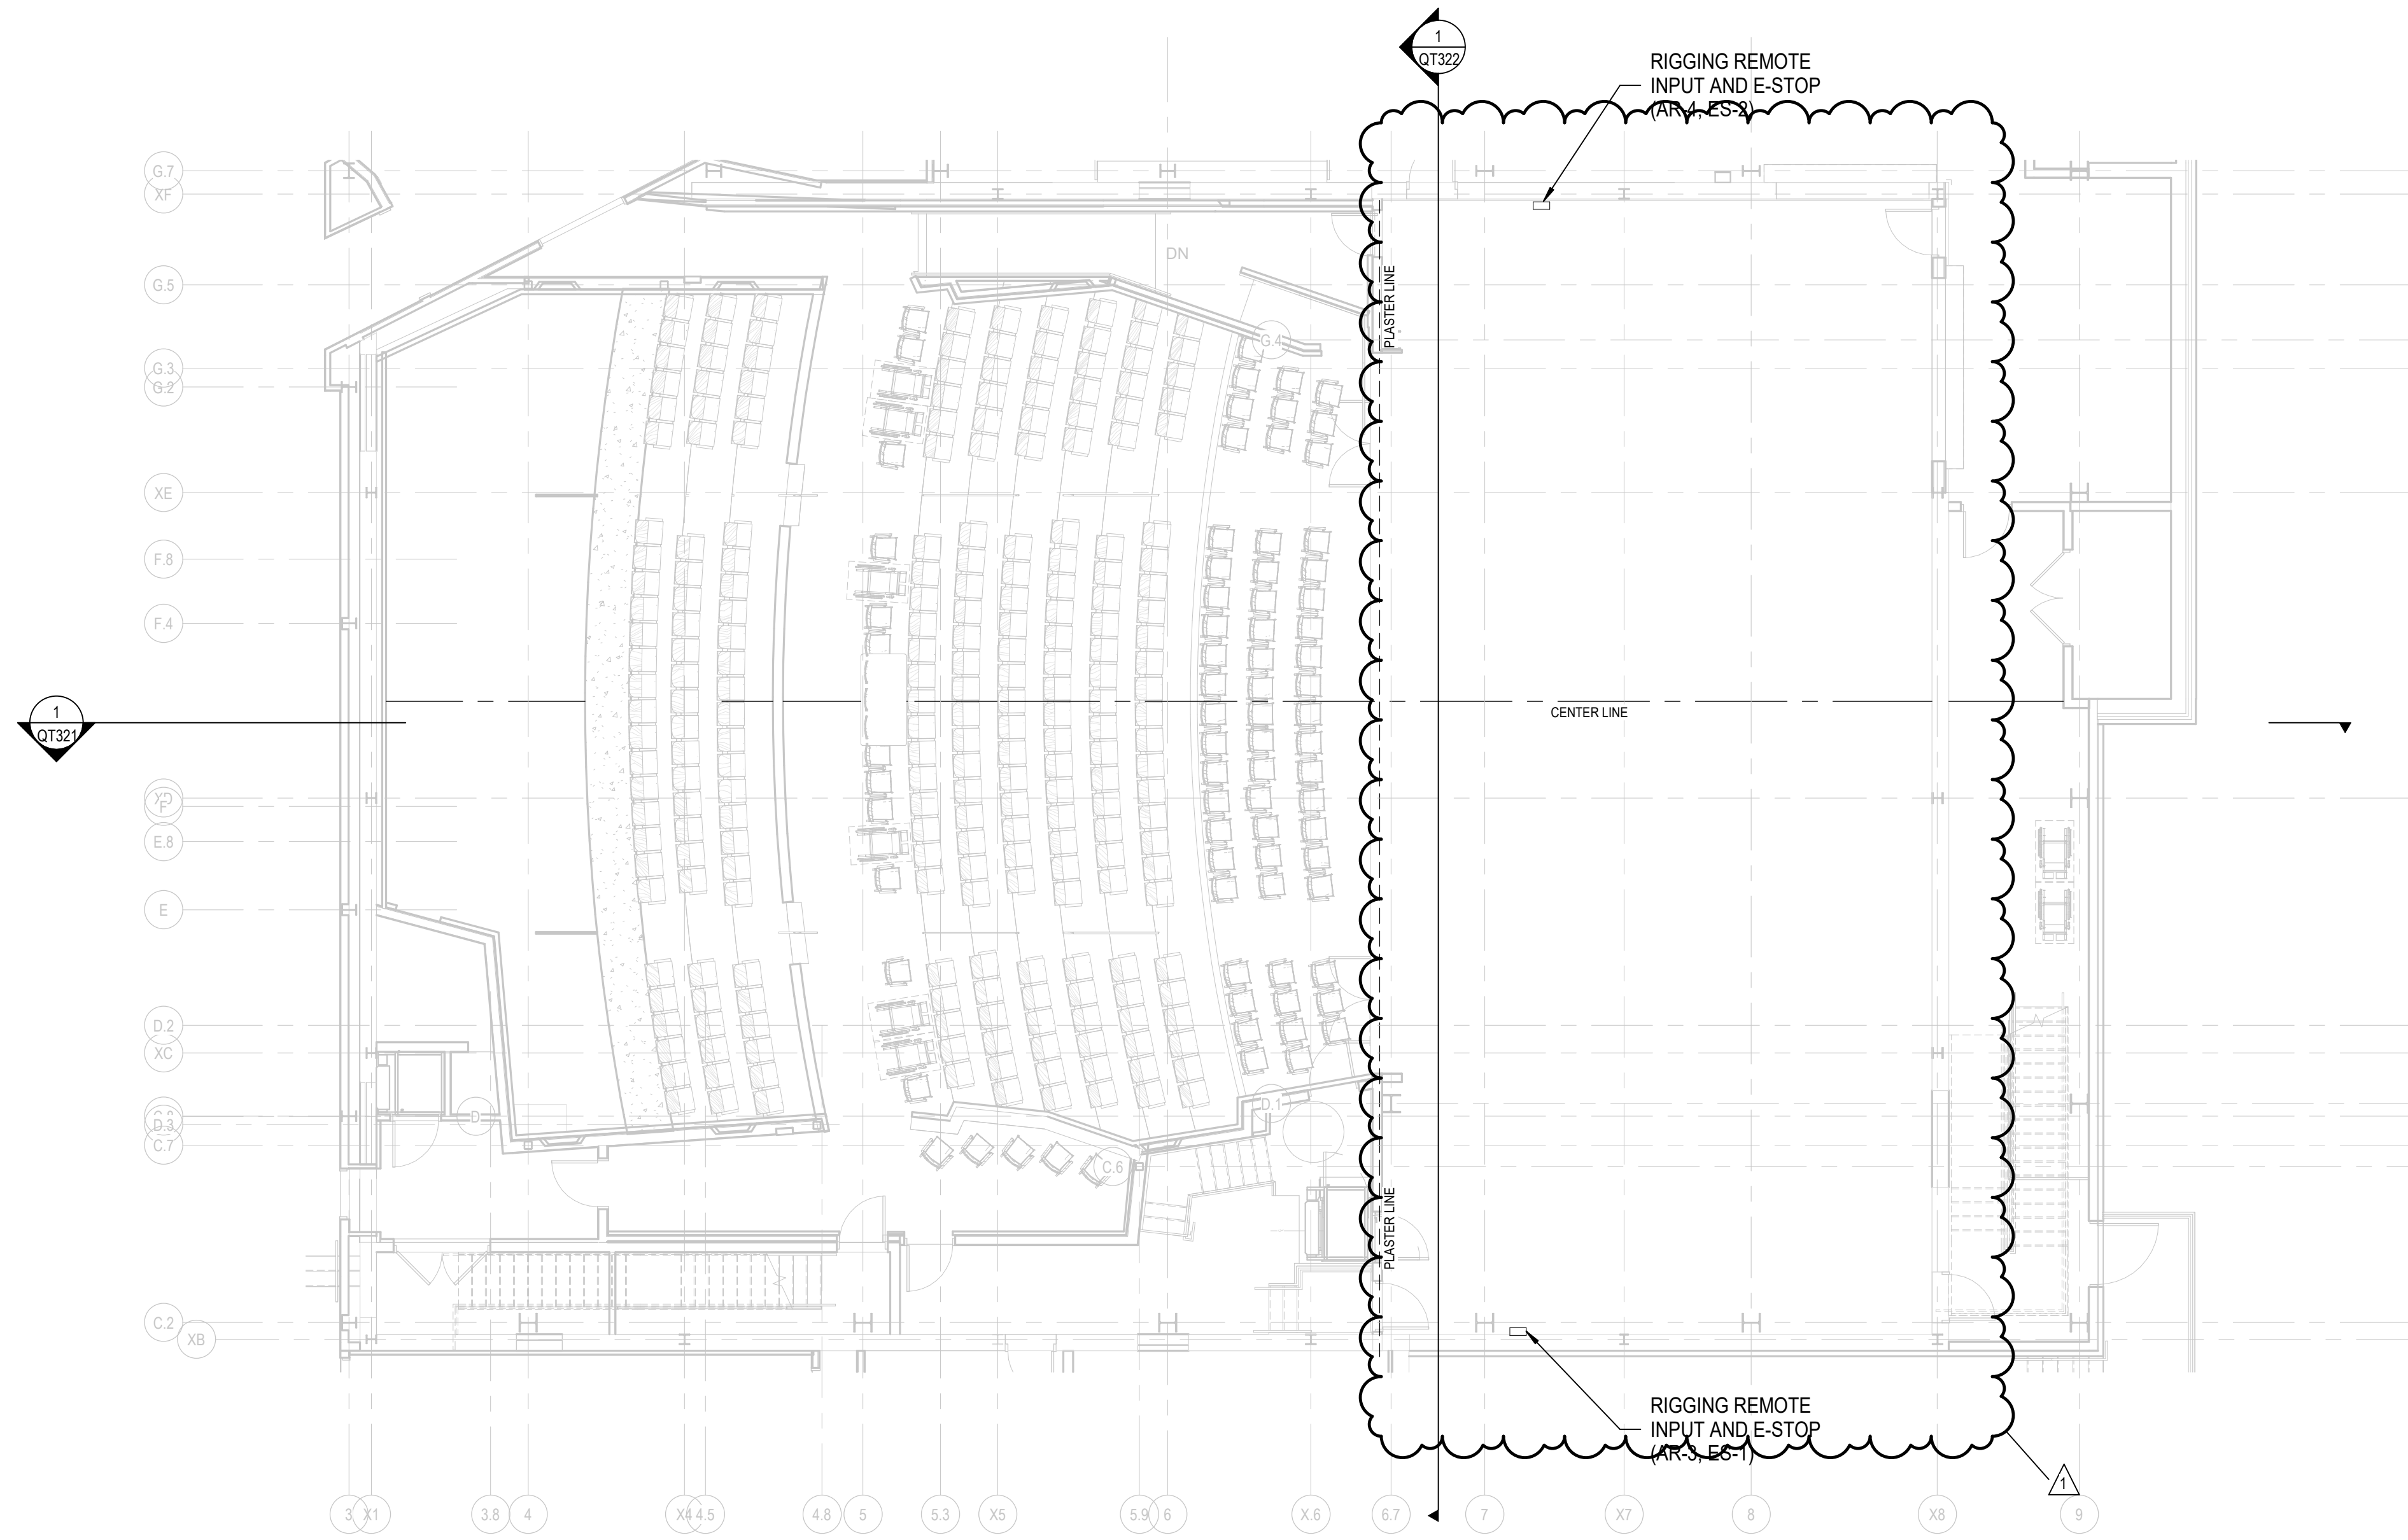 1
QT322
RIGGING REMOTE
INPUT AND E-STOP
(AR-4, ES-2)
G.7
XF
DN
G.5
PLASTER LINE
G.4
G.3
G.2
XE
F.8
F.4
1
QT321
CENTER LINE
XD
F
E.8
E
D.2
XC
D
D.1
D.3
C.7
C.6
PLASTER LINE
C.2
XB
RIGGING REMOTE
INPUT AND E-STOP
(AR-3, ES-1)
1
3
X1
3.8
4
X4
4.5
4.8
5
5.3
X5
5.9
6
X.6
6.7
7
X7
8
X8
9